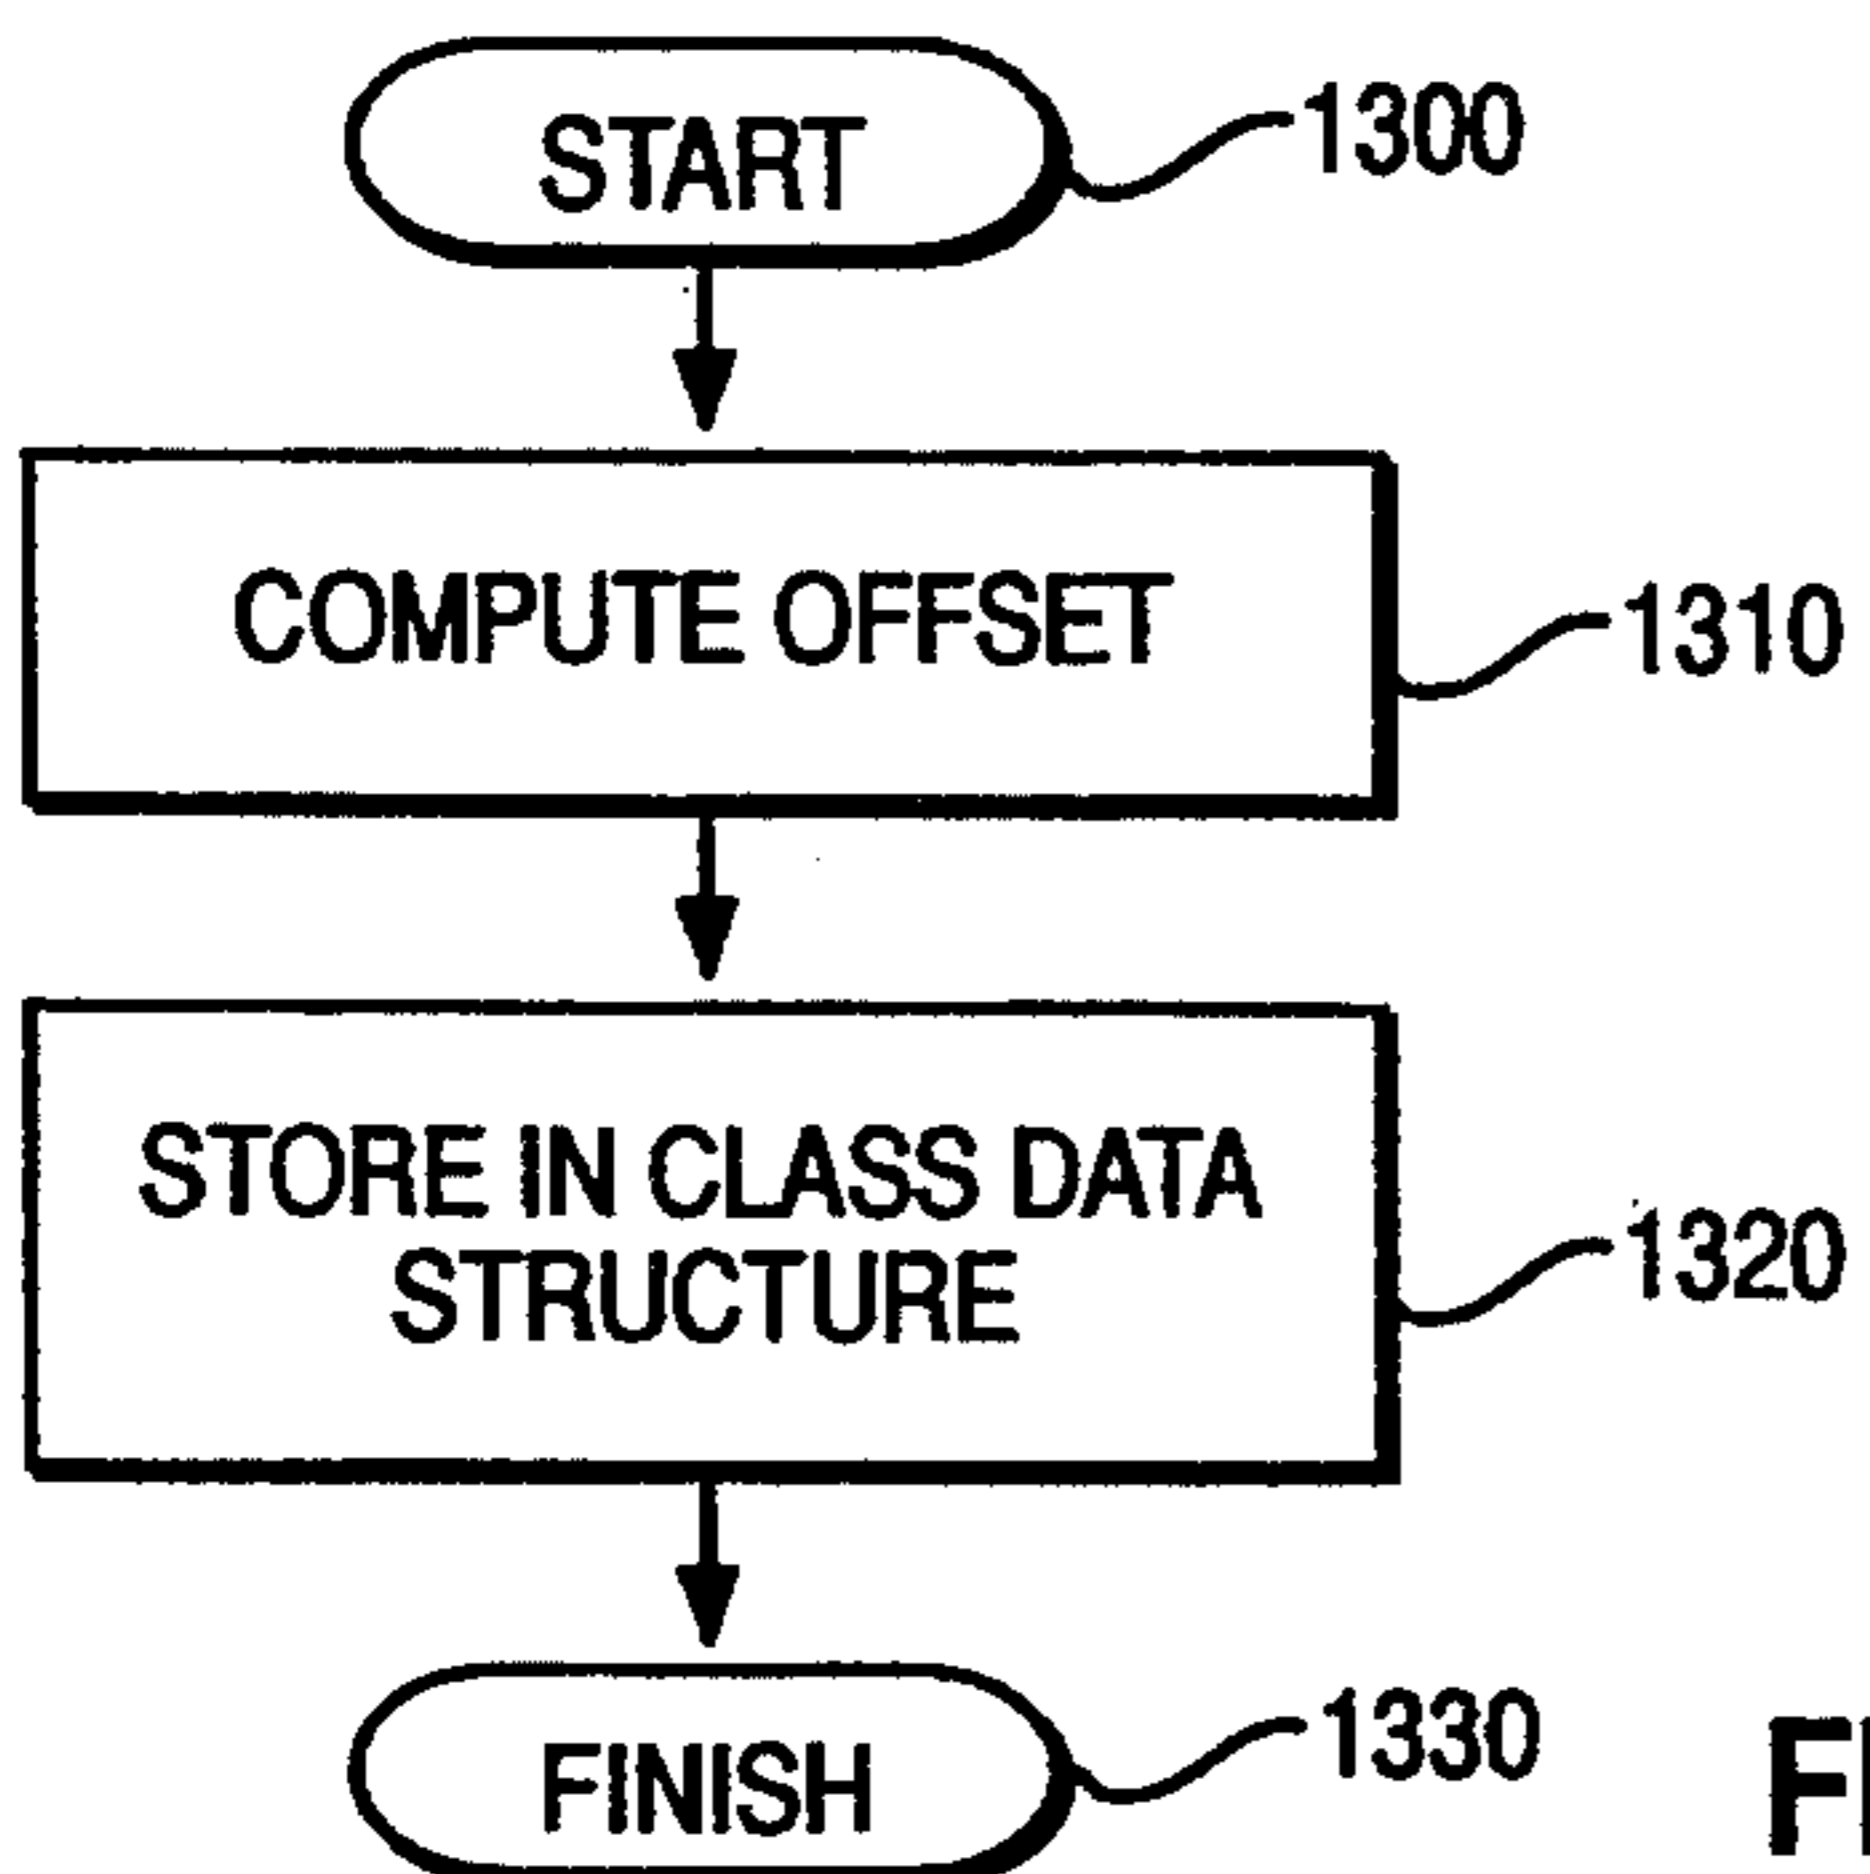 START
1300
COMPUTE OFFSET
1310
STORE IN CLASS DATA
STRUCTURE
1320
FINISH
1330